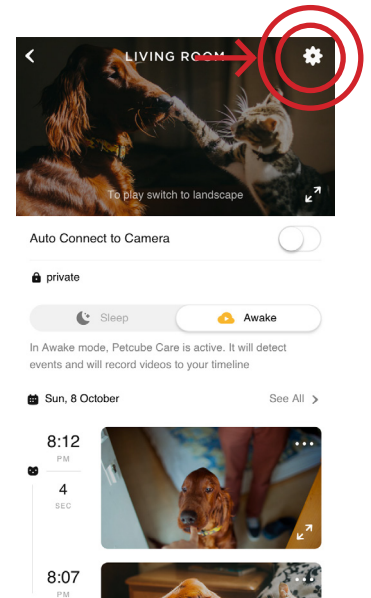 LIVING ROOM
To play switch to landscape
Auto Connect to Camera
private
Sleep
Awake
In Awake mode, Petcube Care is active. It will detect
events and will record videos to your timeline
Sun, 8 October
See All
8:12
PM
4
SEC
8:07
PM